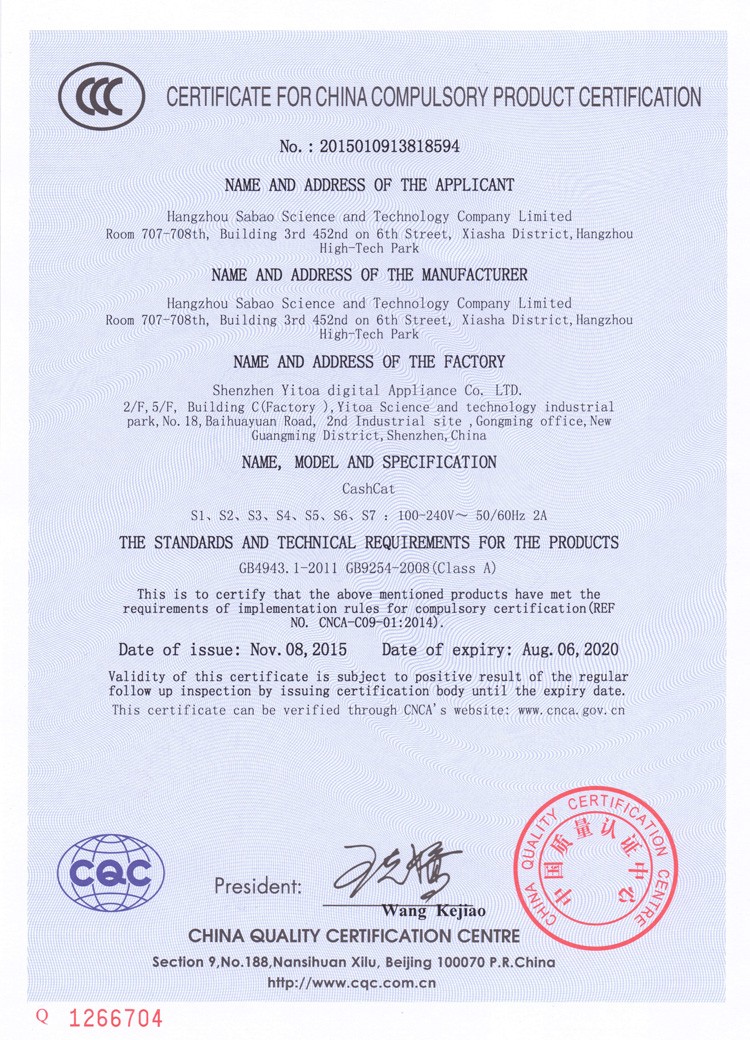 CCC
CERTIFICATE FOR CHINA COMPULSORY PRODUCT CERTIFICATION
No. : 2015010913818594
NAME AND ADDRESS OF THE APPLICANT
Hangzhou Sabao Science and Technology Company Limited
Room 707-708th, Building 3rd 452nd on 6th Street, Xiasha District, Hangzhou
High-Tech Park
NAME AND ADDRESS OF THE MANUFACTURER
Hangzhou Sabao Science and Technology Company Limited
Room 707-708th, Building 3rd 452nd on 6th Street, Xiasha District, Hangzhou
High-Tech Park
NAME AND ADDRESS OF THE FACTORY
Shenzhen Yitoa digital Appliance Co. LTD.
2/F, 5/F, Building C(Factory ), Yitoa Science and technology industrial
park, No. 18, Baihuayuan Road, 2nd Industrial site , Gongming office, New
Guangming District, Shenzhen, China
NAME, MODEL AND SPECIFICATION
CashCat
S1、S2、S3、S4、S5、S6、S7 : 100-240V～ 50/60Hz 2A
THE STANDARDS AND TECHNICAL REQUIREMENTS FOR THE PRODUCTS
GB4943.1-2011 GB9254-2008(Class A)
This is to certify that the above mentioned products have met the
requirements of implementation rules for compulsory certification(REF
NO. CNCA-C09-01:2014).
Date of issue: Nov. 08, 2015 Date of expiry: Aug. 06, 2020
Validity of this certificate is subject to positive result of the regular
follow up inspection by issuing certification body until the expiry date.
This certificate can be verified through CNCA's website: www.cnca.gov.cn
CHINA QUALITY CERTIFICATION CENTRE
中国质量认证中心
CQC
President:
Wang Kejiao
CHINA QUALITY CERTIFICATION CENTRE
Section 9, No.188, Nansihuan Xilu, Beijing 100070 P.R.China
http://www.cqc.com.cn
Q 1266704